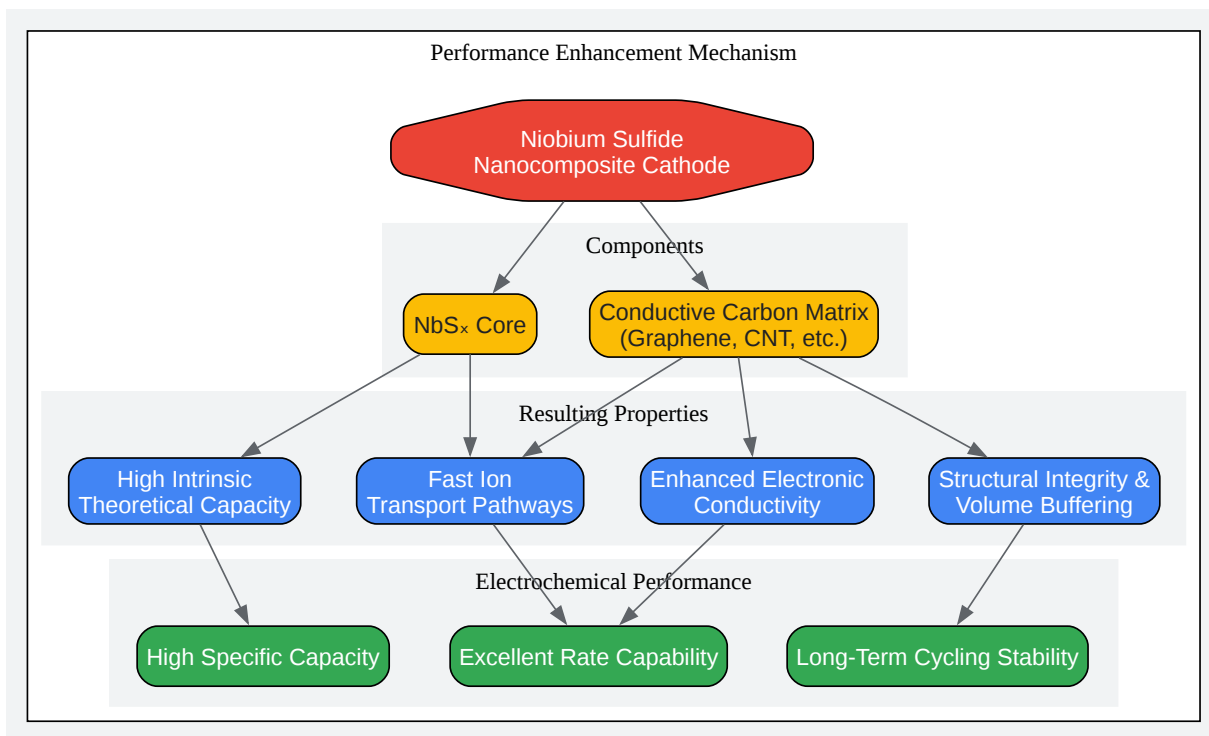 Performance Enhancement Mechanism
Niobium Sulfide
Nanocomposite Cathode
Components
NbSₓ Core
Conductive Carbon Matrix
(Graphene, CNT, etc.)
Resulting Properties
High Intrinsic
Theoretical Capacity
Fast Ion
Transport Pathways
Enhanced Electronic
Conductivity
Structural Integrity &
Volume Buffering
Electrochemical Performance
High Specific Capacity
Excellent Rate Capability
Long-Term Cycling Stability